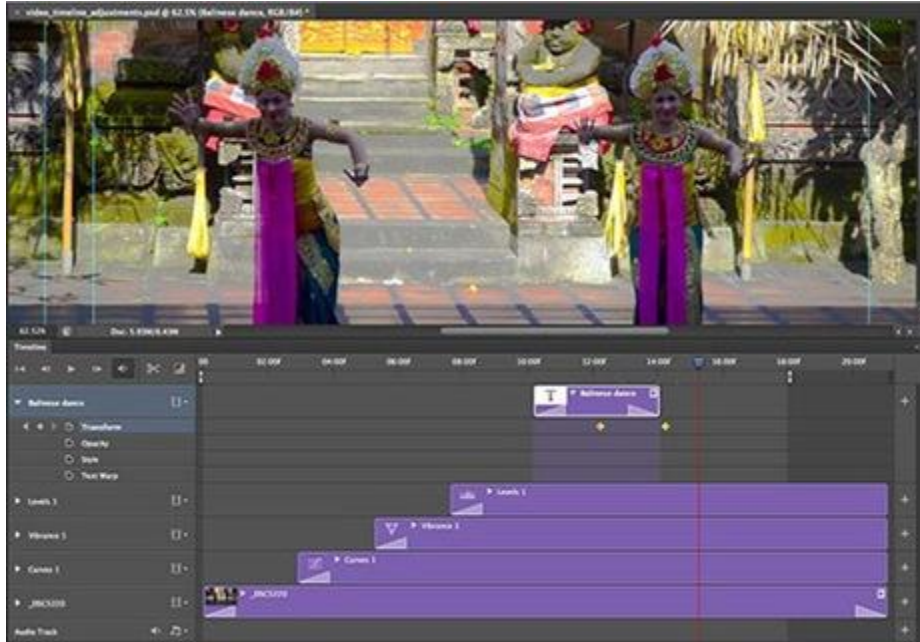 video_timeline_adjustments.psd @ 62.5% (Balinese dance, RGB/8#) *
62.52%
Doc: 5.93M/8.43M
Timeline
00 02:00f 04:00f 06:00f 08:00f 10:00f 12:00f 14:00f 16:00f 18:00f 20:00f
Balinese dance
T Balinese dance
Transform
Opacity
Style
Text Warp
Levels 1
Levels 1
Vibrance 1
Vibrance 1
Curves 1
Curves 1
_JISC5220
Audio Track